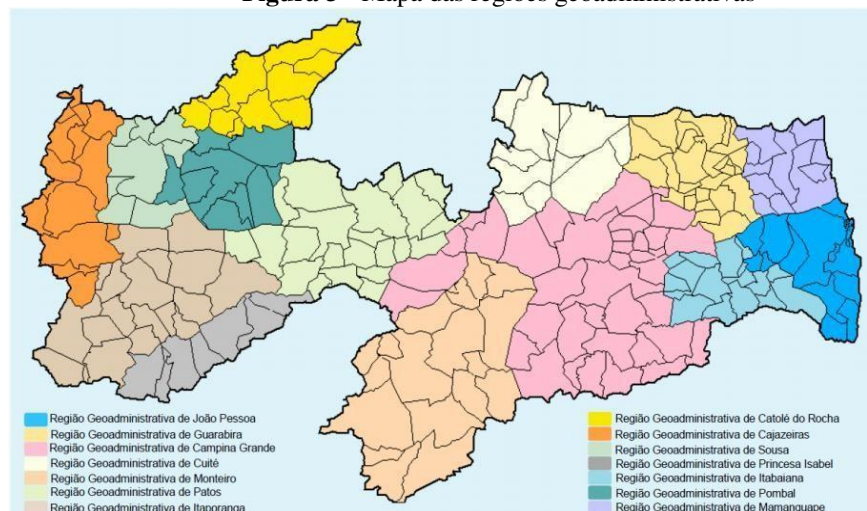 Figura 3 - Mapa das regiões geoadministrativas
Região Geoadministrativa de João Pessoa
Região Geoadministrativa de Guarabira
Região Geoadministrativa de Campina Grande
Região Geoadministrativa de Cuité
Região Geoadministrativa de Monteiro
Região Geoadministrativa de Patos
Região Geoadministrativa de Itaporanga
Região Geoadministrativa de Catolé do Rocha
Região Geoadministrativa de Cajazeiras
Região Geoadministrativa de Sousa
Região Geoadministrativa de Princesa Isabel
Região Geoadministrativa de Itabaiana
Região Geoadministrativa de Pombal
Região Geoadministrativa de Mamanguape